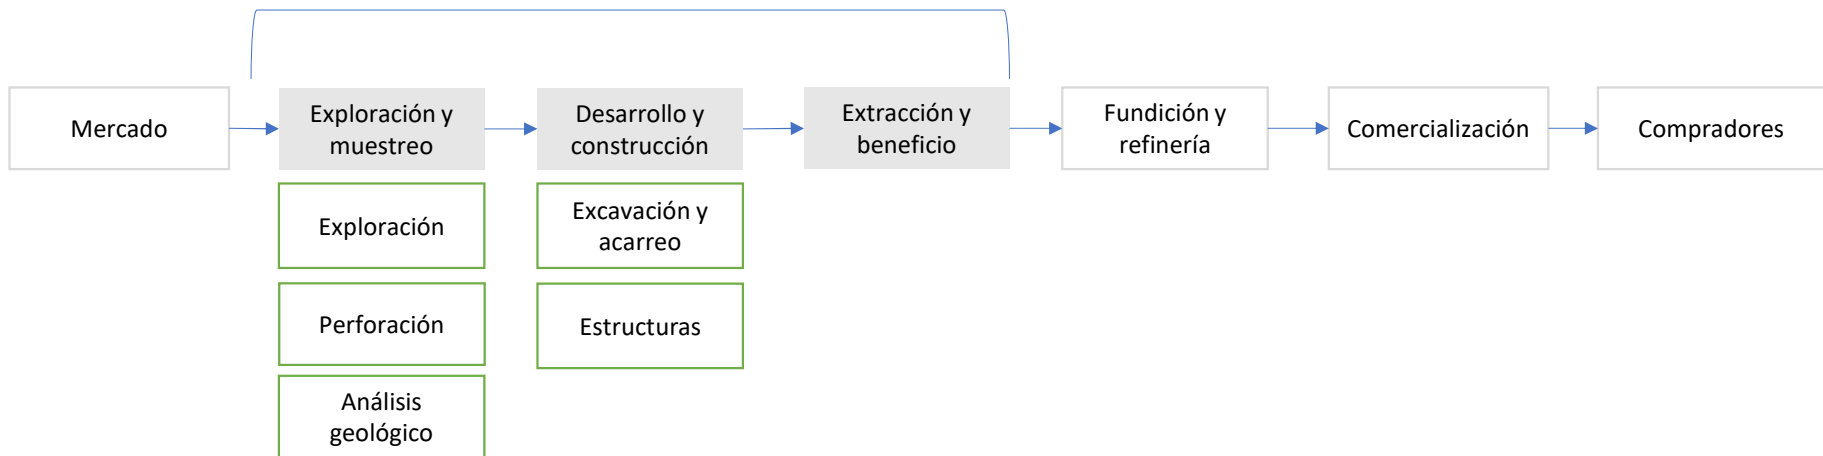 Mercado
Exploración y
muestreo
Desarrollo y
construcción
Extracción y
beneficio
Fundición y
refinería
Comercialización
Compradores
Exploración
Excavación y
acarreo
Perforación
Estructuras
Análisis
geológico